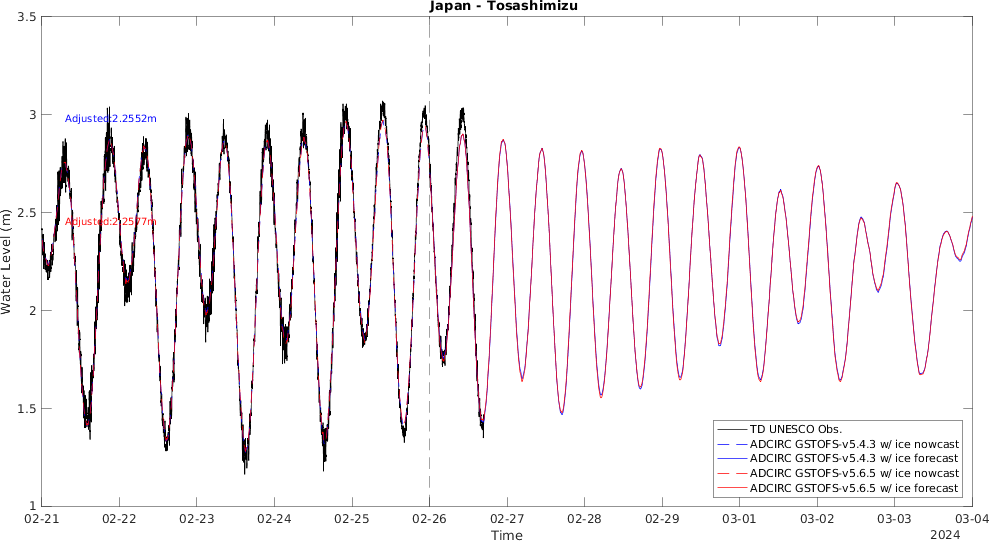 Japan - Tosashimizu
3.5
3
2.5
2
1.5
1
Water Level (m)
Adjusted:2.2552m
Adjusted:2.2577m
TD UNESCO Obs.
ADCIRC GSTOFS-v5.4.3 w/ ice nowcast
ADCIRC GSTOFS-v5.4.3 w/ ice forecast
ADCIRC GSTOFS-v5.6.5 w/ ice nowcast
ADCIRC GSTOFS-v5.6.5 w/ ice forecast
02-21 02-22 02-23 02-24 02-25 02-26 02-27 02-28 02-29 03-01 03-02 03-03 03-04
Time
2024